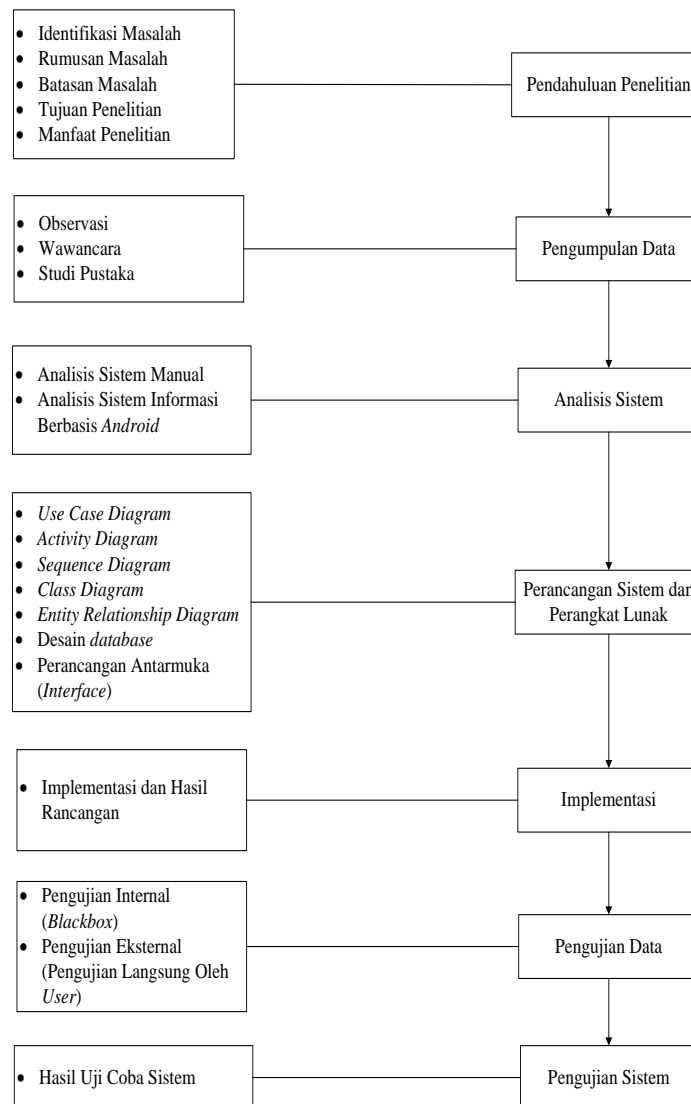 • Identifikasi Masalah
• Rumusan Masalah
• Batasan Masalah
• Tujuan Penelitian
• Manfaat Penelitian
Pendahuluan Penelitian
• Observasi
• Wawancara
• Studi Pustaka
Pengumpulan Data
• Analisis Sistem Manual
• Analisis Sistem Informasi
Berbasis Android
Analisis Sistem
• Use Case Diagram
• Activity Diagram
• Sequence Diagram
• Class Diagram
• Entity Relationship Diagram
• Desain database
• Perancangan Antarmuka
(Interface)
Perancangan Sistem dan
Perangkat Lunak
• Implementasi dan Hasil
Rancangan
Implementasi
• Pengujian Internal
(Blackbox)
• Pengujian Eksternal
(Pengujian Langsung Oleh
User)
Pengujian Data
• Hasil Uji Coba Sistem
Pengujian Sistem